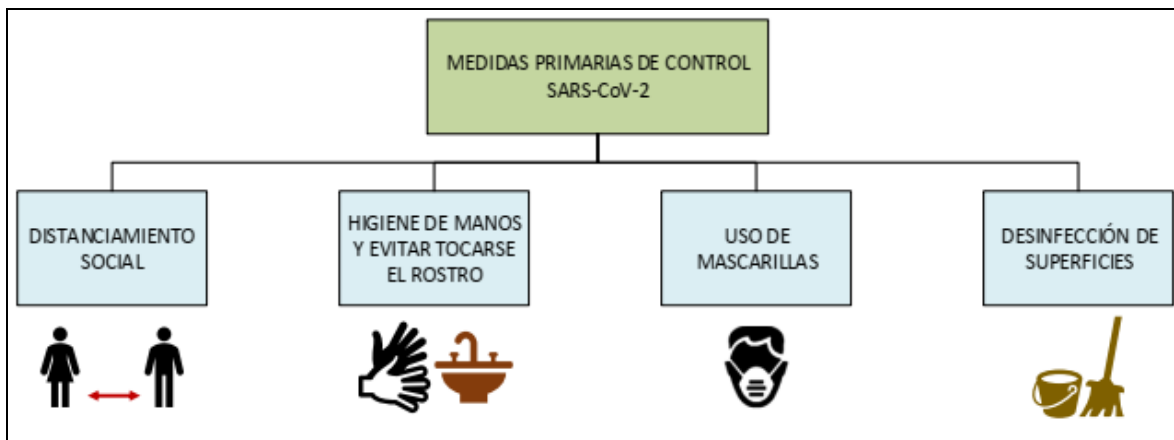 MEDIDAS PRIMARIAS DE CONTROL
SARS-CoV-2
DISTANCIAMIENTO
SOCIAL
HIGIENE DE MANOS
Y EVITAR TOCARSE
EL ROSTRO
USO DE
MASCARILLAS
DESINFECCIÓN DE
SUPERFICIES